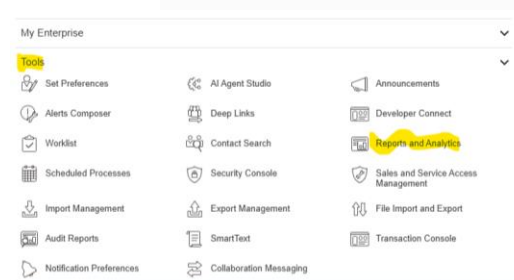 My Enterprise
Tools
Set Preferences
AI Agent Studio
Announcements
Alerts Composer
Deep Links
Developer Connect
Worklist
Contact Search
Reports and Analytics
Scheduled Processes
Security Console
Sales and Service Access
Management
Import Management
Export Management
File Import and Export
Audit Reports
SmartText
Transaction Console
Notification Preferences
Collaboration Messaging